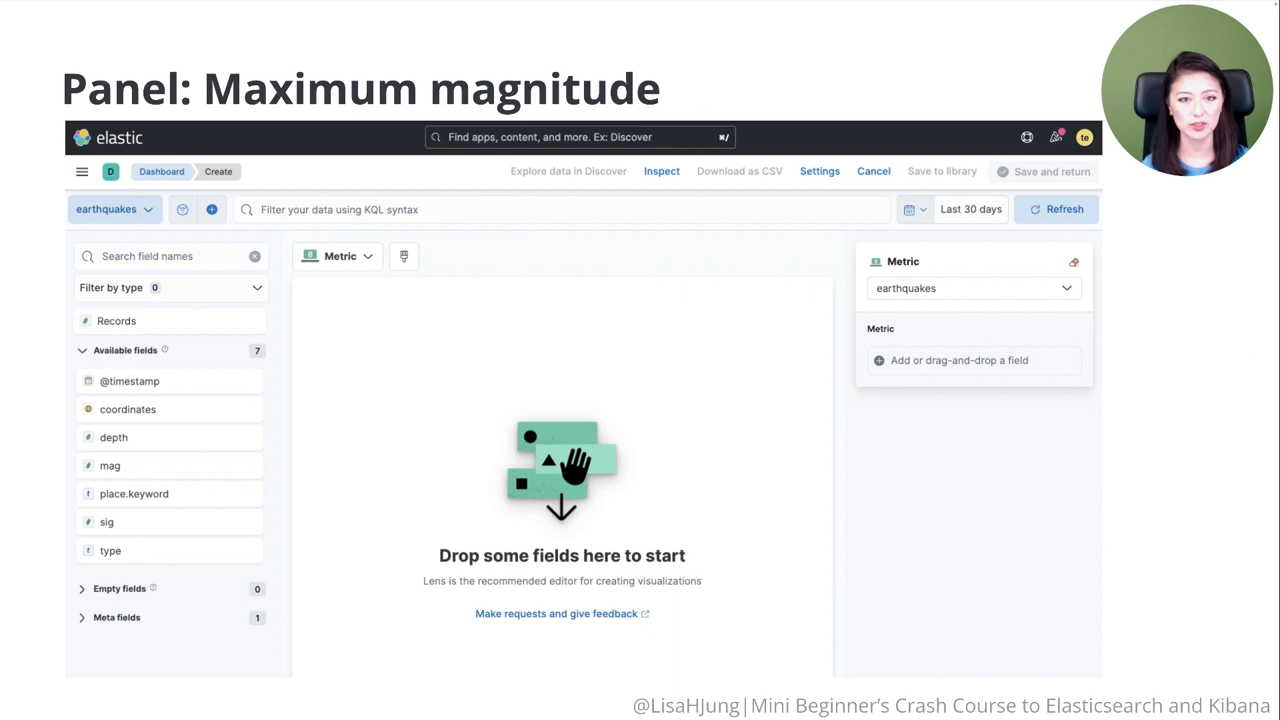 Panel: Maximum magnitude
elastic
Find apps, content, and more. Ex: Discover
⌘/
te
D
Dashboard
Create
Explore data in Discover
Inspect
Download as CSV
Settings
Cancel
Save to library
Save and return
earthquakes
Filter your data using KQL syntax
Last 30 days
Refresh
Search field names
Filter by type 0
Records
Available fields 7
@timestamp
coordinates
depth
mag
place.keyword
sig
type
Empty fields 0
Meta fields 1
Metric
Drop some fields here to start
Lens is the recommended editor for creating visualizations
Make requests and give feedback
Metric
earthquakes
Metric
Add or drag-and-drop a field
@LisaHJung|Mini Beginner's Crash Course to Elasticsearch and Kibana